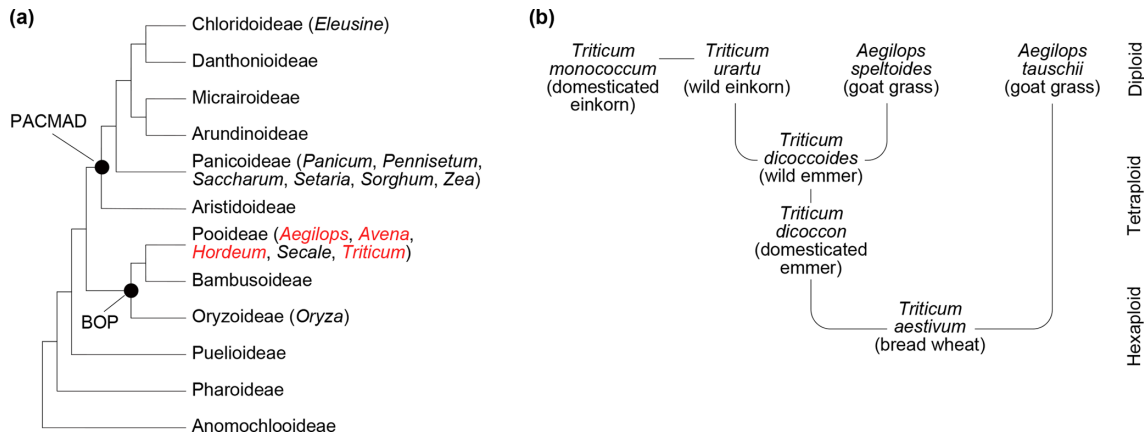 (a)
Chloridoideae (Eleusine)
Danthonioideae
Micrairoideae
Arundinoideae
PACMAD
Panicoideae (Panicum, Pennisetum,
Saccharum, Setaria, Sorghum, Zea)
Aristidoideae
Pooideae (Aegilops, Avena,
Hordeum, Secale, Triticum)
Bambusoideae
BOP
Oryzoideae (Oryza)
Puelioideae
Pharoideae
Anomochlooideae
(b)
Triticum
monococcum
(domesticated
einkorn)
Triticum
urartu
(wild einkorn)
Aegilops
speltoides
(goat grass)
Aegilops
tauschii
(goat grass)
Diploid
Triticum
dicoccoides
(wild emmer)
Triticum
dicoccon
(domesticated
emmer)
Tetraploid
Triticum
aestivum
(bread wheat)
Hexaploid